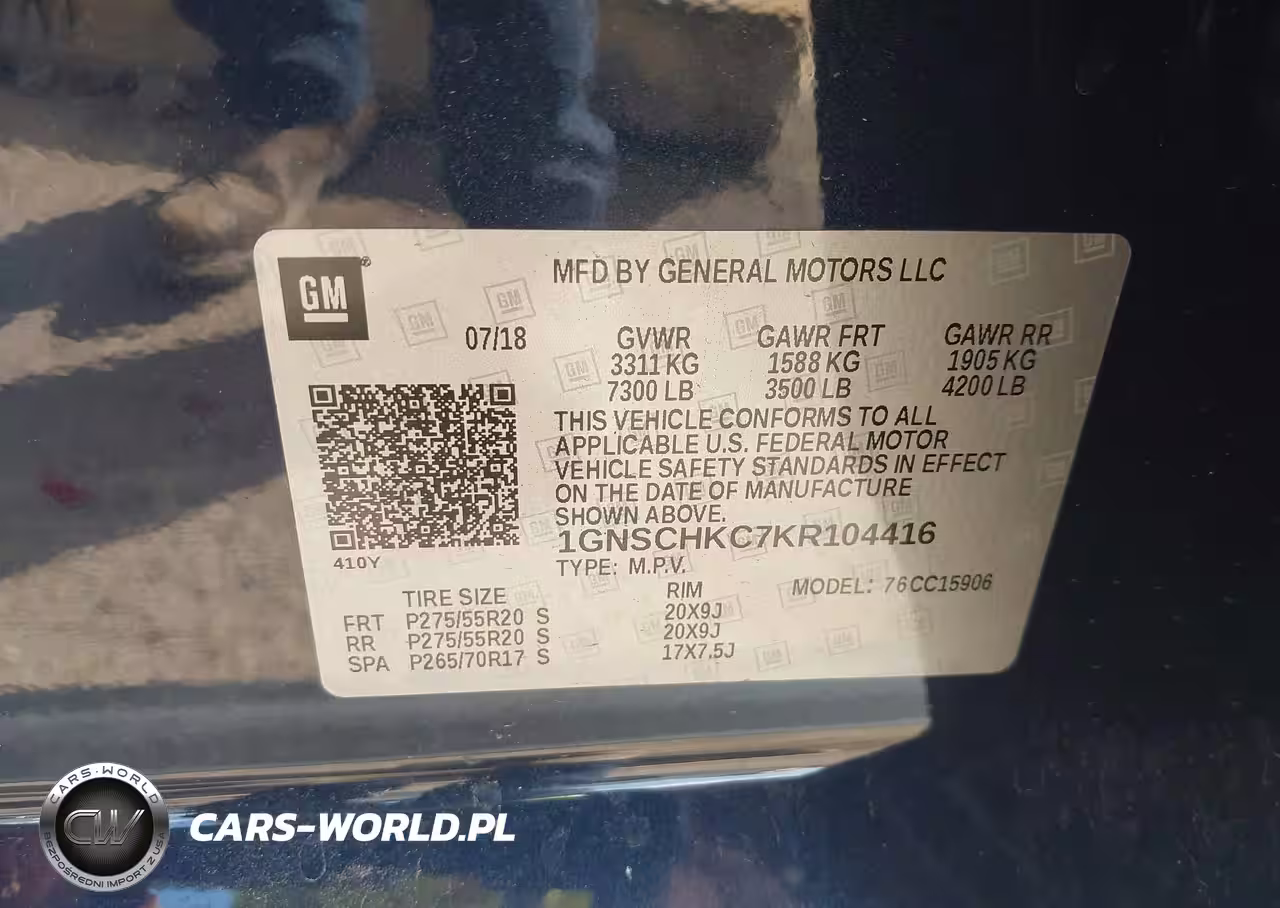 GM®
MFD BY GENERAL MOTORS LLC
07/18 GVWR GAWR FRT GAWR RR
3311 KG 1588 KG 1905 KG
7300 LB 3500 LB 4200 LB
THIS VEHICLE CONFORMS TO ALL
APPLICABLE U.S. FEDERAL MOTOR
VEHICLE SAFETY STANDARDS IN EFFECT
ON THE DATE OF MANUFACTURE
SHOWN ABOVE.
1GNSCHKC7KR104416
410Y
TYPE: M.P.V.
MODEL: 76CC15906
TIRE SIZE RIM
FRT P275/55R20 S 20X9J
RR P275/55R20 S 20X9J
SPA P265/70R17 S 17X7.5J
CARS-WORLD
CW
BEZPOŚREDNI IMPORT Z USA
CARS-WORLD.PL